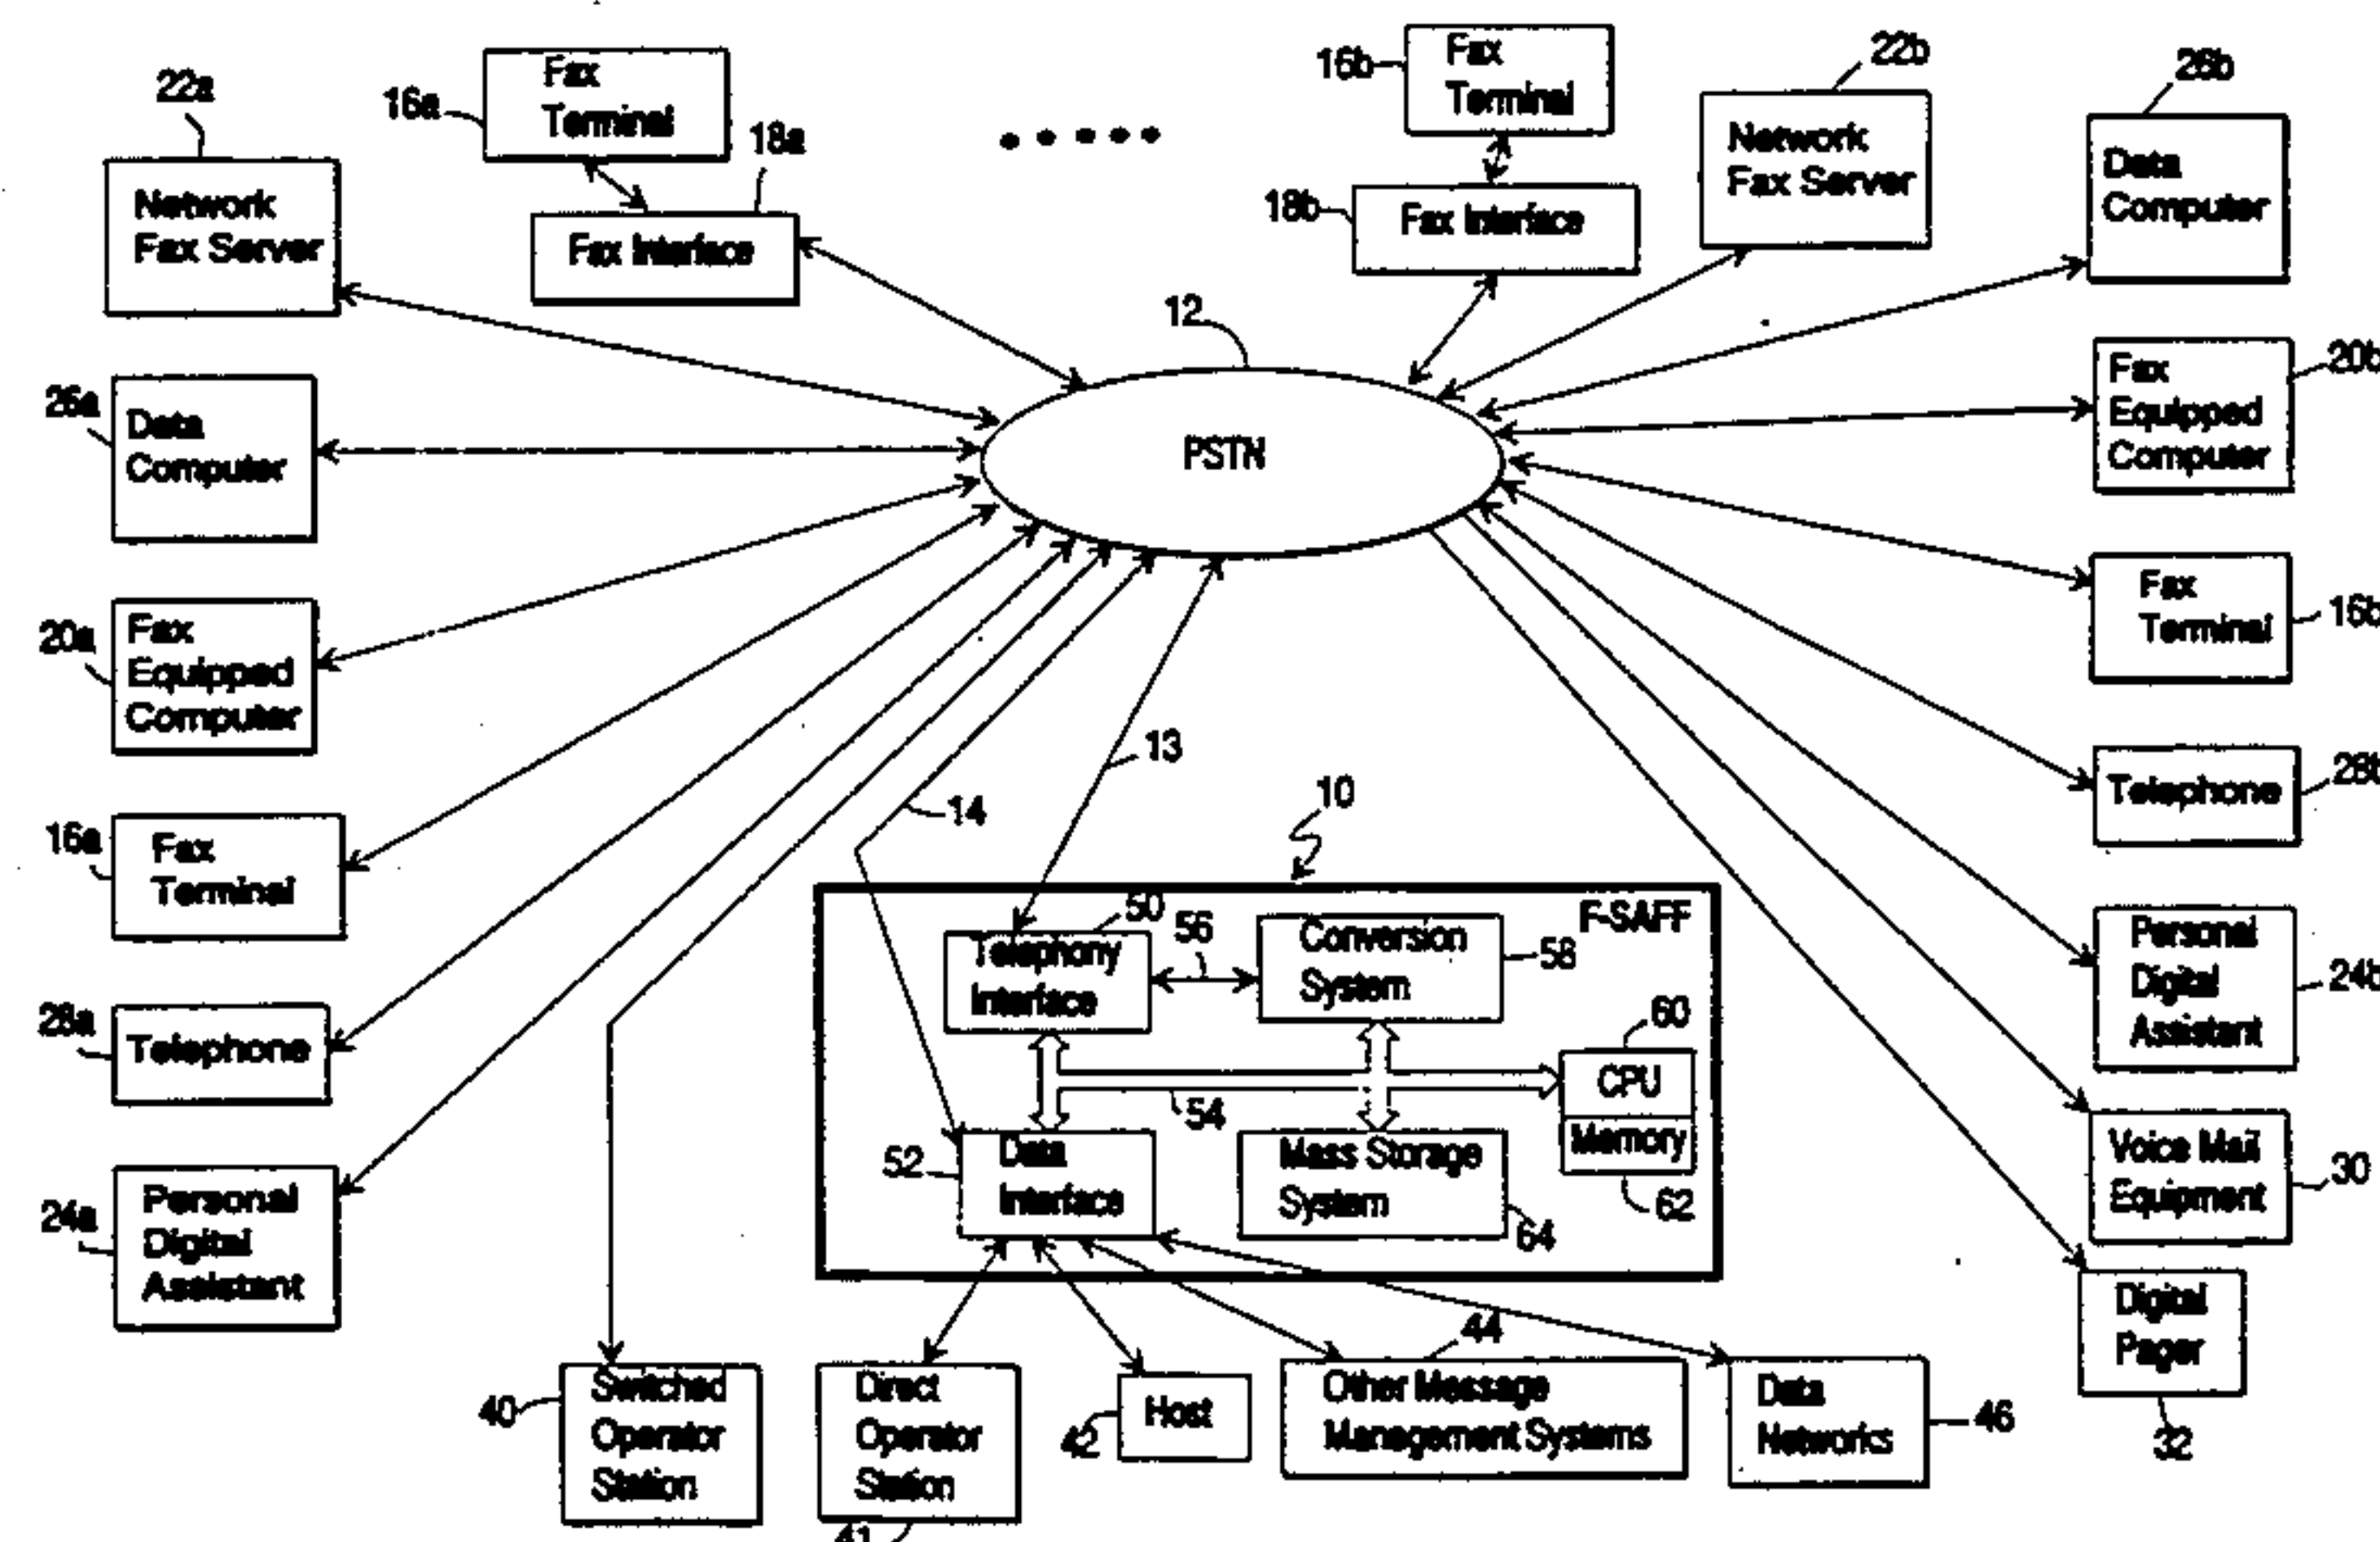 22a
Network
Fax Server
16a
Fax
Terminal
18a
Fax Interface
16b
Fax
Terminal
18b
Fax Interface
22b
Network
Fax Server
26b
Data
Computer
12
PSTN
26a
Data
Computer
20b
Fax
Equipped
Computer
20a
Fax
Equipped
Computer
16b
Fax
Terminal
13
14
10
28b
Telephone
16a
Fax
Terminal
F-SAFF
50
Telephony
Interface
56
Conversion
System
58
24b
Personal
Digital
Assistant
28a
Telephone
60
CPU
Memory
62
54
52
Data
Interface
Mass Storage
System
64
Voice Mail
Equipment
30
24a
Personal
Digital
Assistant
Digital
Pager
32
40
Switched
Operator
Station
Direct
Operator
Station
41
42
Host
44
Other Message
Management Systems
Data
Networks
46